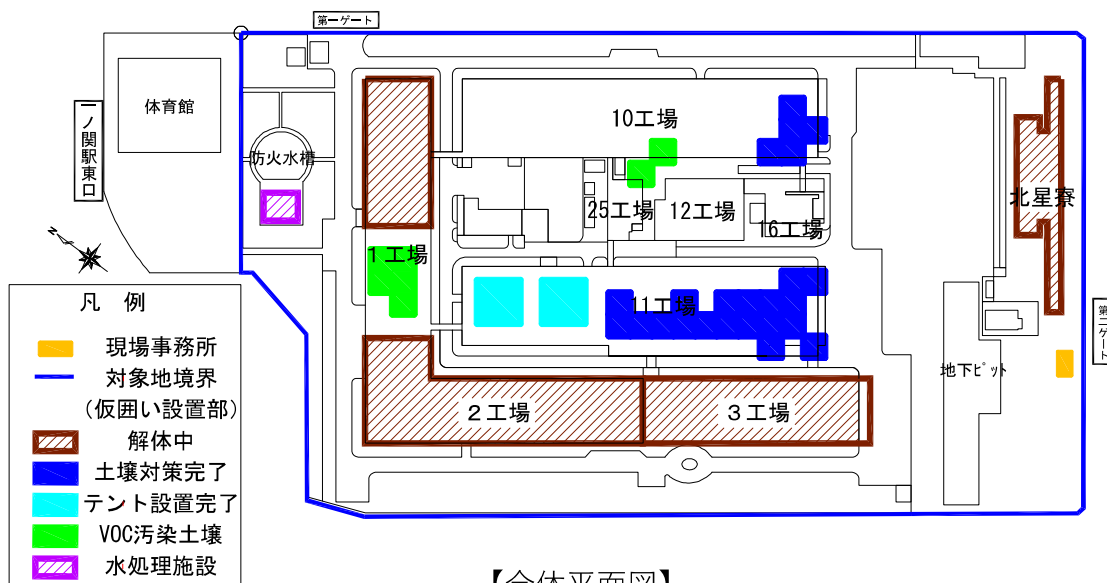 第一ゲート
体育館
一ノ関駅東口
防火水槽
10工場
25工場
12工場
16工場
北星寮
1工場
11工場
N
凡 例
現場事務所
対象地境界
(仮囲い設置部)
解体中
土壌対策完了
テント設置完了
VOC汚染土壌
水処理施設
2工場
3工場
地下ピット
第二ゲート
【全体平面図】